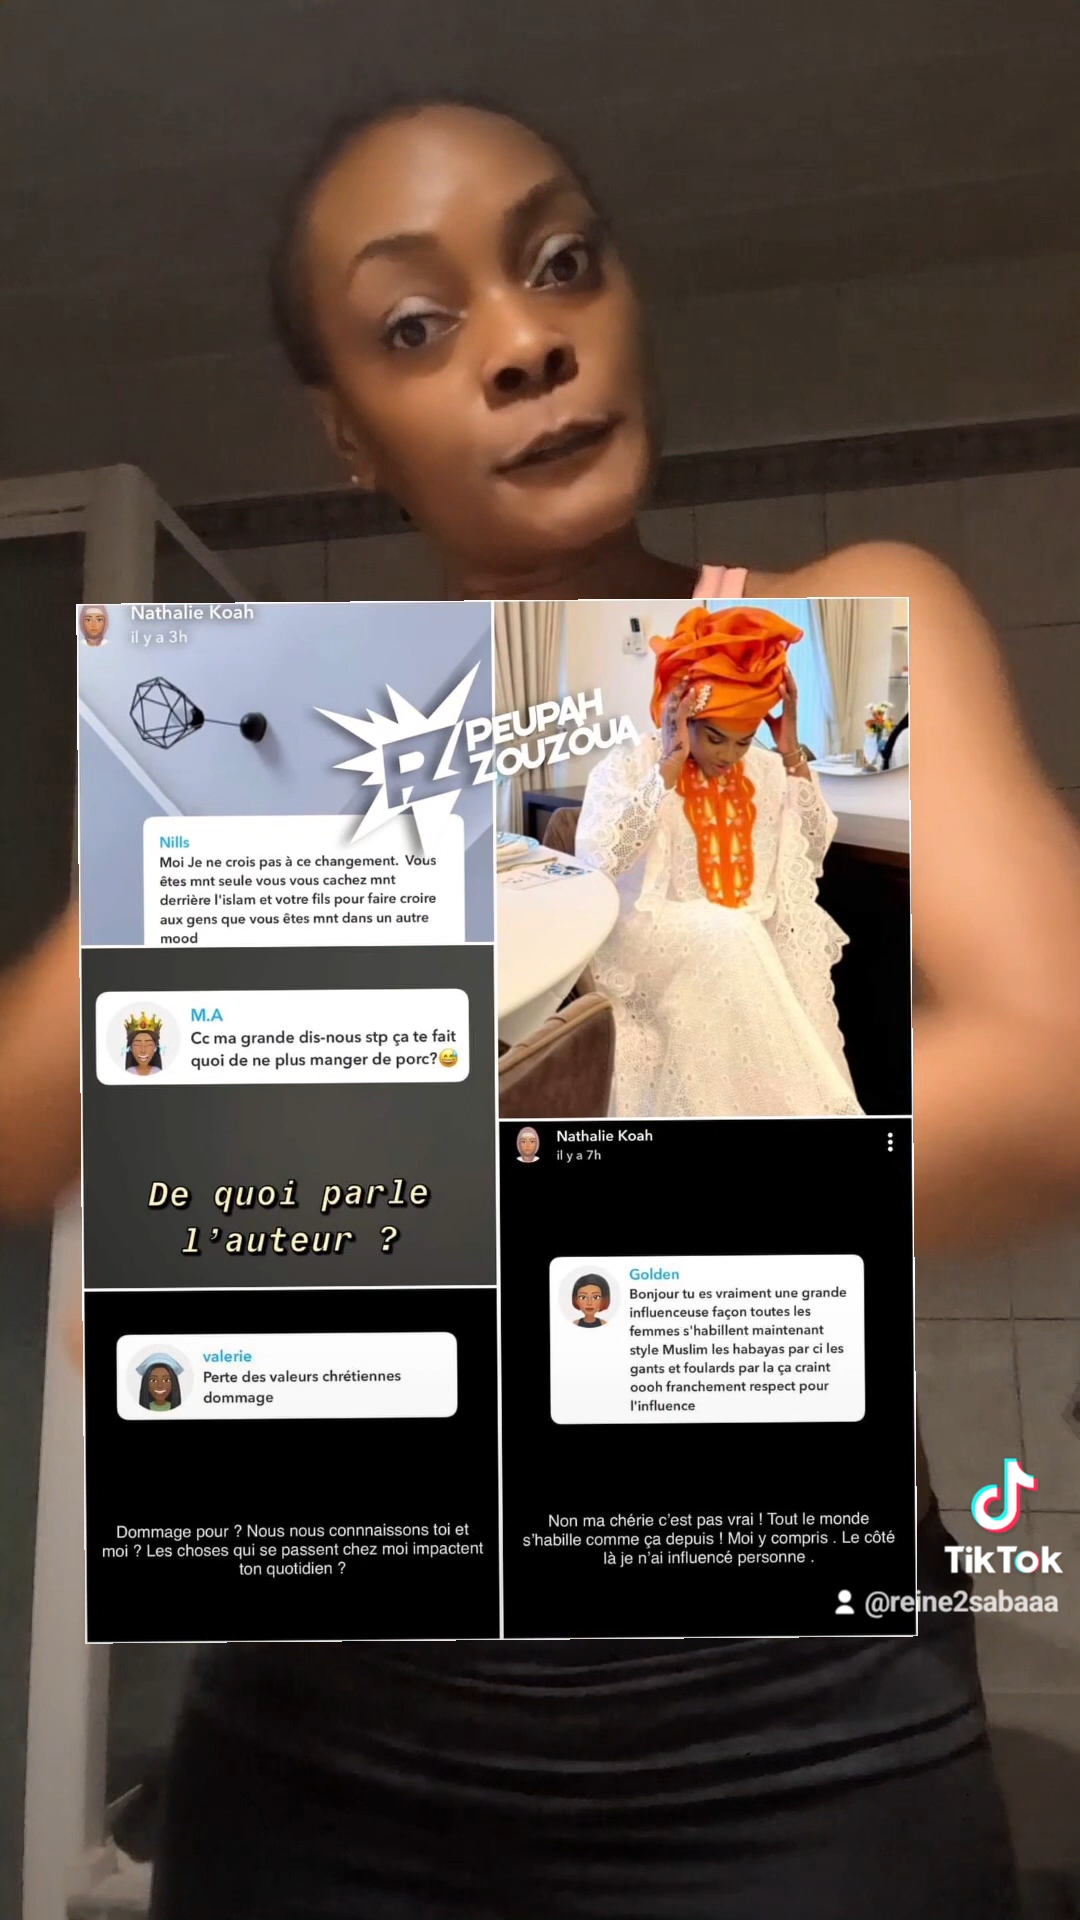 Nathalie Koah
il y a 3h
PEUPAH
ZOUZOUA
Nills
Moi Je ne crois pas à ce changement. Vous
êtes mnt seule vous vous cachez mnt
derrière l'islam et votre fils pour faire croire
aux gens que vous êtes mnt dans un autre
mood
M.A
Cc ma grande dis-nous stp ça te fait
quoi de ne plus manger de porc?😅
De quoi parle
l'auteur ?
valerie
Perte des valeurs chrétiennes
dommage
Dommage pour ? Nous nous connnaissons toi et
moi ? Les choses qui se passent chez moi impactent
ton quotidien ?
Nathalie Koah
il y a 7h
Golden
Bonjour tu es vraiment une grande
influenceuse façon toutes les
femmes s'habillent maintenant
style Muslim les habayas par ci les
gants et foulards par la ça craint
oooh franchement respect pour
l'influence
Non ma chérie c'est pas vrai ! Tout le monde
s'habille comme ça depuis ! Moi y compris . Le côté
là je n'ai influencé personne .
TikTok
@reine2sabaaa